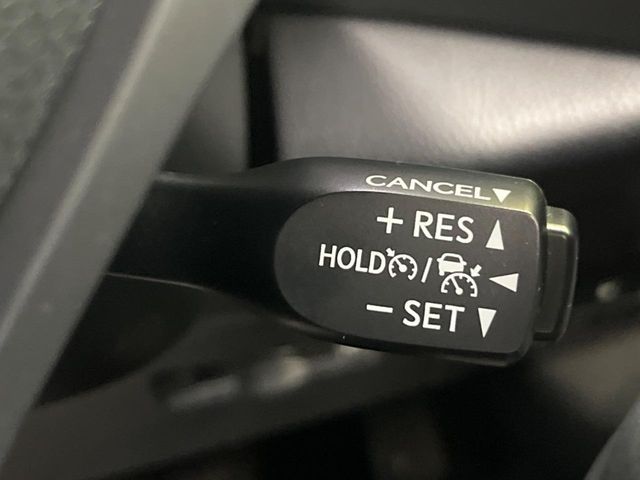 CANCEL▼
+ RES ▲
HOLD / ◀
− SET ▼